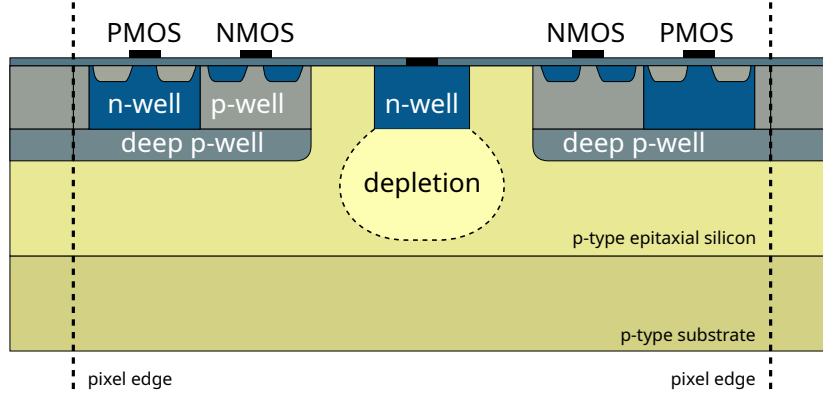 PMOS NMOS NMOS PMOS
n-well p-well n-well
deep p-well deep p-well
depletion
p-type epitaxial silicon
p-type substrate
pixel edge pixel edge